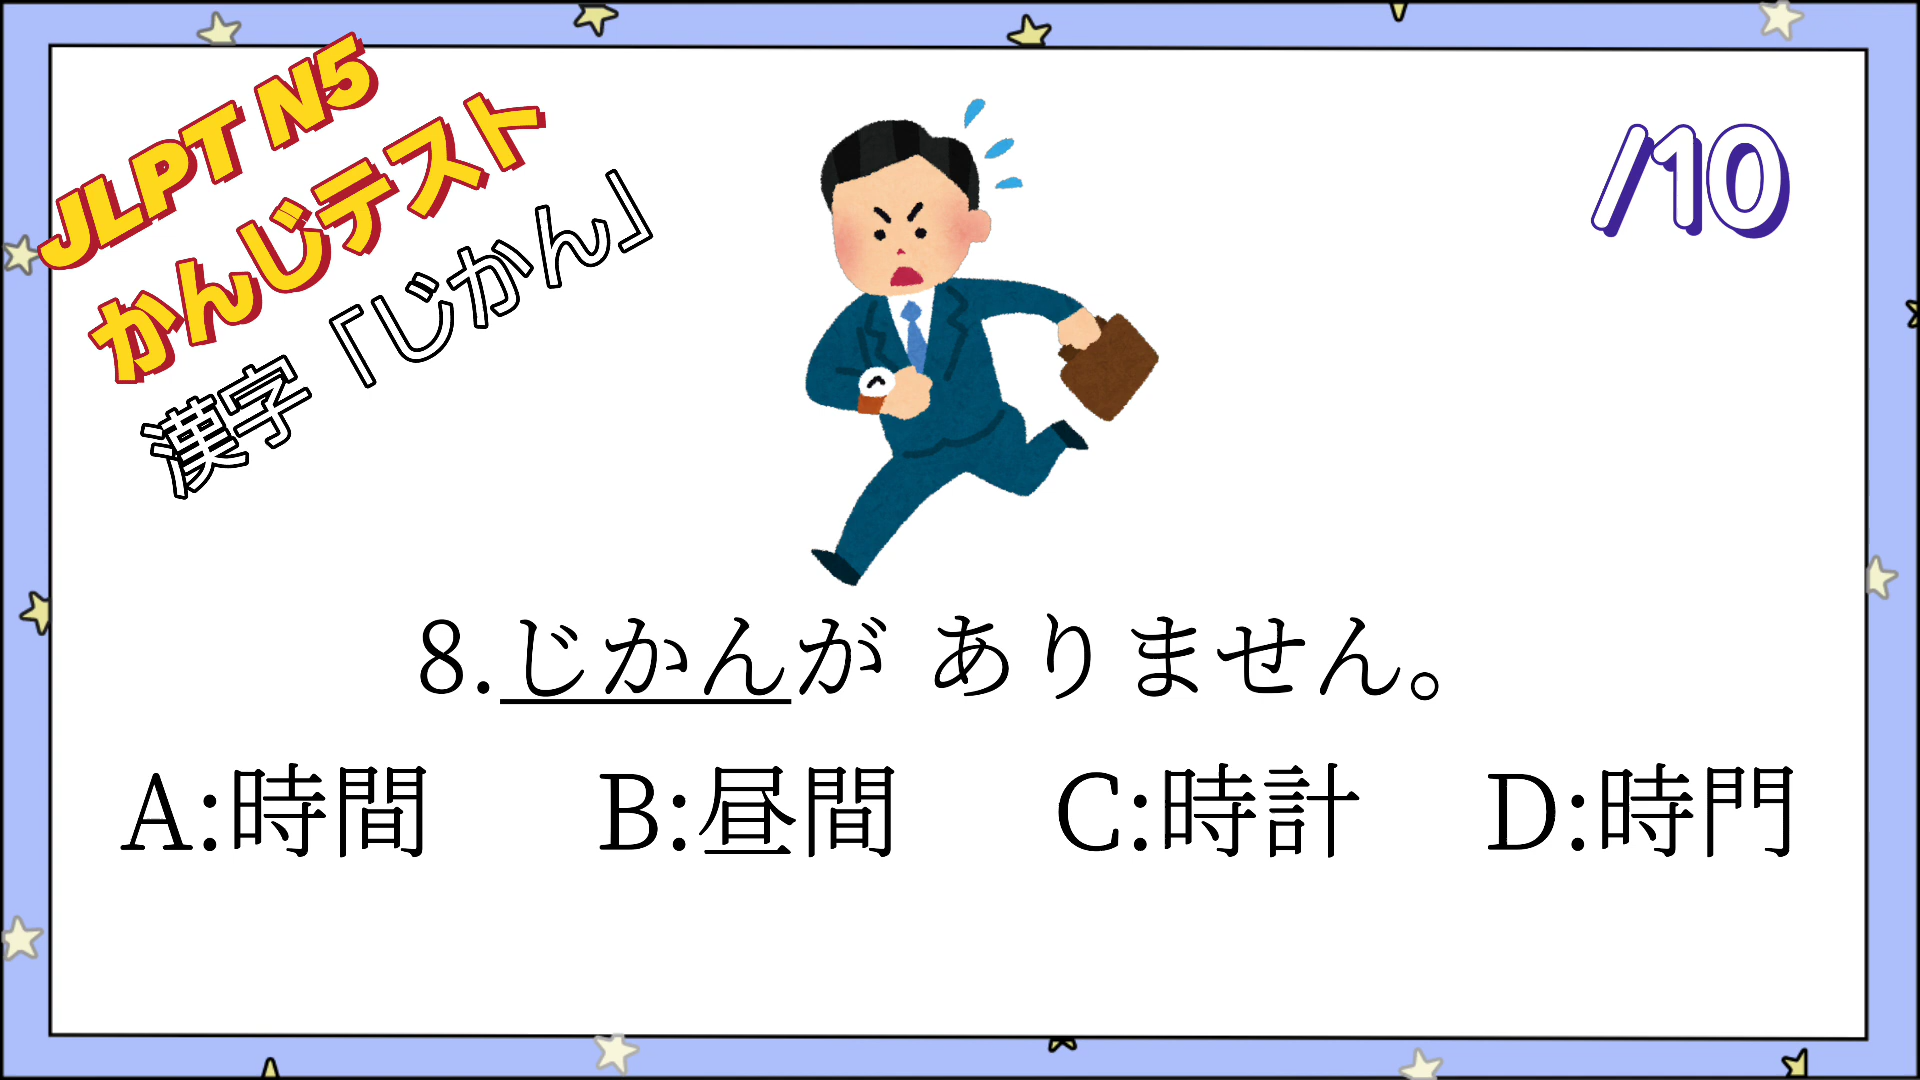 JLPT N5
かんじテスト
漢字「じかん」
/10
8.じかんが ありません。
A:時間 B:昼間 C:時計 D:時門